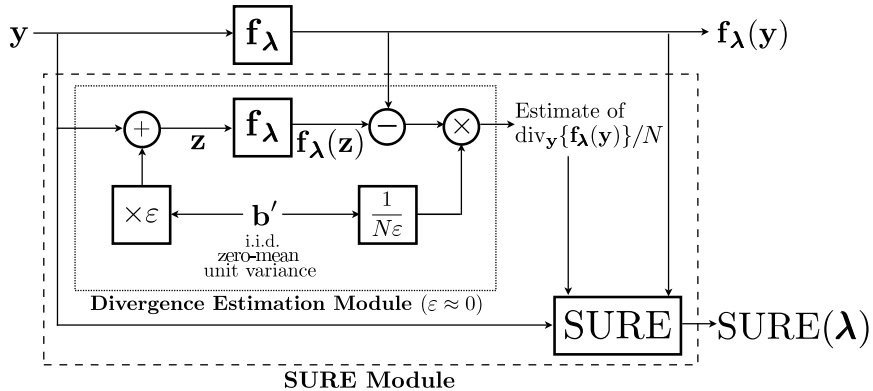 y
f_λ
f_λ(y)
+
z
f_λ
f_λ(z)
−
×
Estimate of
div_y{f_λ(y)}/N
×ε
b′
1/Nε
i.i.d.
zero-mean
unit variance
Divergence Estimation Module (ε ≈ 0)
SURE
SURE(λ)
SURE Module